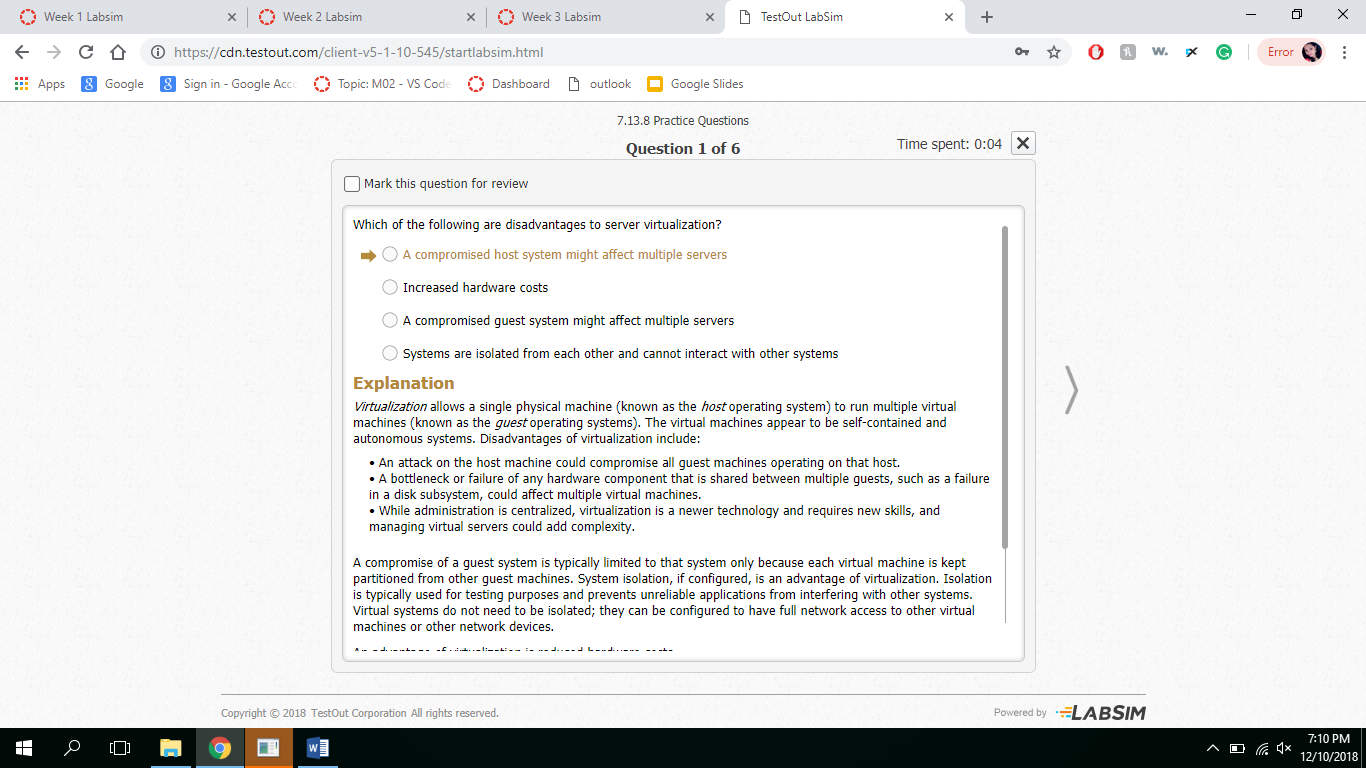 Week 1 Labsim
Week 2 Labsim
Week 3 Labsim
TestOut LabSim
https://cdn.testout.com/client-v5-1-10-545/startlabsim.html
Error
Apps
Google
Sign in - Google Acco
Topic: M02 - VS Code
Dashboard
outlook
Google Slides
7.13.8 Practice Questions
Question 1 of 6
Time spent: 0:04
Mark this question for review
Which of the following are disadvantages to server virtualization?
A compromised host system might affect multiple servers
Increased hardware costs
A compromised guest system might affect multiple servers
Systems are isolated from each other and cannot interact with other systems
Explanation
Virtualization allows a single physical machine (known as the host operating system) to run multiple virtual
machines (known as the guest operating systems). The virtual machines appear to be self-contained and
autonomous systems. Disadvantages of virtualization include:
• An attack on the host machine could compromise all guest machines operating on that host.
• A bottleneck or failure of any hardware component that is shared between multiple guests, such as a failure
in a disk subsystem, could affect multiple virtual machines.
• While administration is centralized, virtualization is a newer technology and requires new skills, and
managing virtual servers could add complexity.
A compromise of a guest system is typically limited to that system only because each virtual machine is kept
partitioned from other guest machines. System isolation, if configured, is an advantage of virtualization. Isolation
is typically used for testing purposes and prevents unreliable applications from interfering with other systems.
Virtual systems do not need to be isolated; they can be configured to have full network access to other virtual
machines or other network devices.
An advantage of virtualization is reduced hardware costs.
Copyright © 2018 TestOut Corporation All rights reserved.
Powered by LABSIM
7:10 PM
12/10/2018